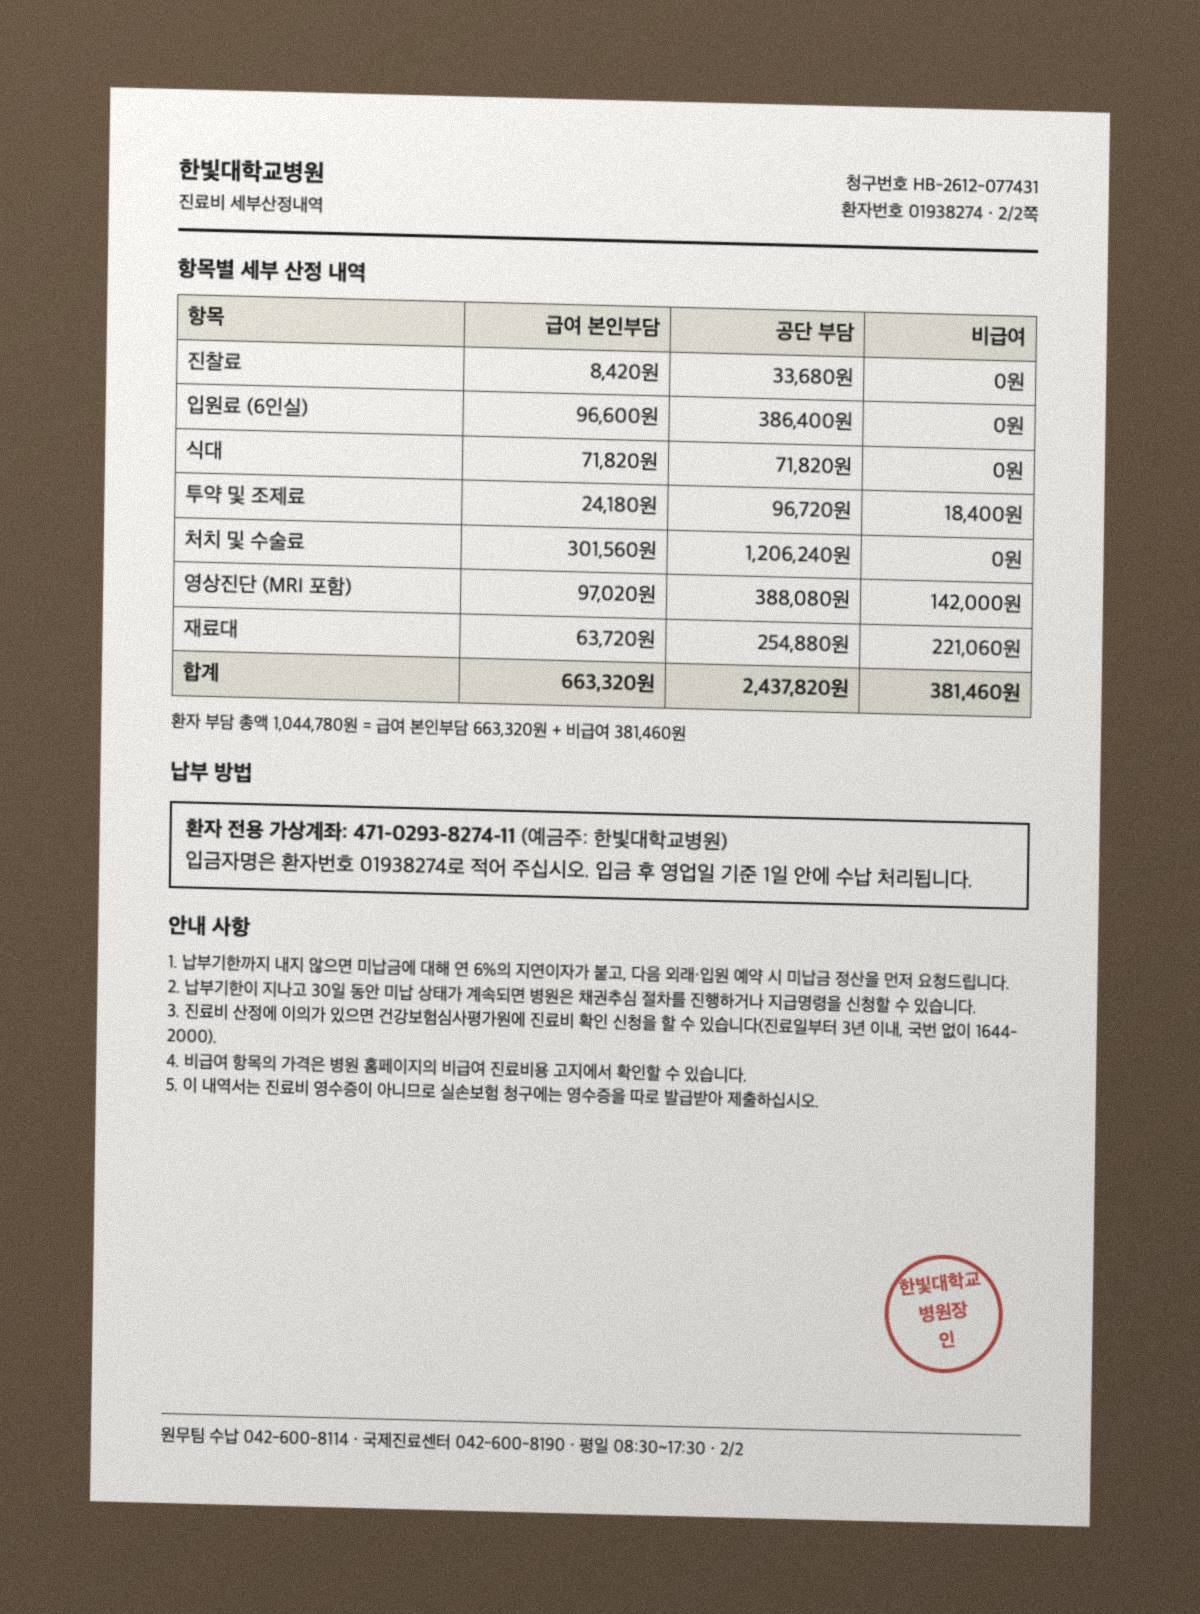 한빛대학교병원
진료비 세부산정내역
청구번호 HB-2612-077431
환자번호 01938274 · 2/2쪽
항목별 세부 산정 내역
항목 급여 본인부담 공단 부담 비급여
진찰료 8,420원 33,680원 0원
입원료 (6인실) 96,600원 386,400원 0원
식대 71,820원 71,820원 0원
투약 및 조제료 24,180원 96,720원 18,400원
처치 및 수술료 301,560원 1,206,240원 0원
영상진단 (MRI 포함) 97,020원 388,080원 142,000원
재료대 63,720원 254,880원 221,060원
합계 663,320원 2,437,820원 381,460원
환자 부담 총액 1,044,780원 = 급여 본인부담 663,320원 + 비급여 381,460원
납부 방법
환자 전용 가상계좌: 471-0293-8274-11 (예금주: 한빛대학교병원)
입금자명은 환자번호 01938274로 적어 주십시오. 입금 후 영업일 기준 1일 안에 수납 처리됩니다.
안내 사항
1. 납부기한까지 내지 않으면 미납금에 대해 연 6%의 지연이자가 붙고, 다음 외래·입원 예약 시 미납금 정산을 먼저 요청드립니다.
2. 납부기한이 지나고 30일 동안 미납 상태가 계속되면 병원은 채권추심 절차를 진행하거나 지급명령을 신청할 수 있습니다.
3. 진료비 산정에 이의가 있으면 건강보험심사평가원에 진료비 확인 신청을 할 수 있습니다(진료일부터 3년 이내, 국번 없이 1644-
2000).
4. 비급여 항목의 가격은 병원 홈페이지의 비급여 진료비용 고지에서 확인할 수 있습니다.
5. 이 내역서는 진료비 영수증이 아니므로 실손보험 청구에는 영수증을 따로 발급받아 제출하십시오.
한빛대학교
병원장
인
원무팀 수납 042-600-8114 · 국제진료센터 042-600-8190 · 평일 08:30~17:30 · 2/2